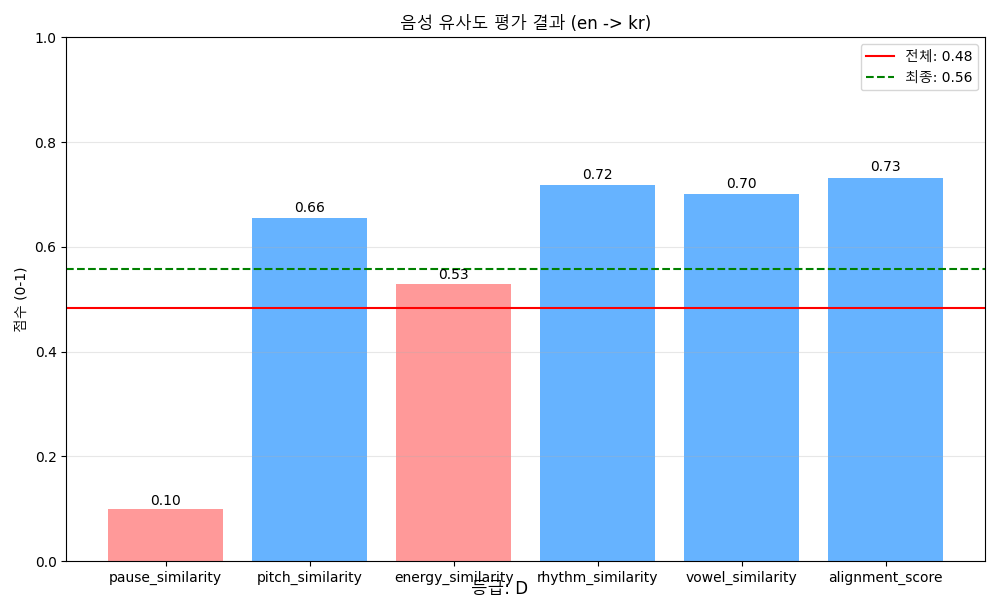 음성 유사도 평가 결과 (en -> kr)
전체: 0.48
최종: 0.56
점수 (0-1)
1.0
0.8
0.6
0.4
0.2
0.0
0.10
0.66
0.53
0.72
0.70
0.73
pause_similarity
pitch_similarity
energy_similarity
rhythm_similarity
vowel_similarity
alignment_score
등급: D